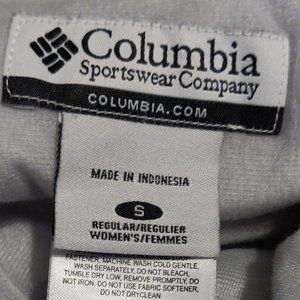 Columbia
Sportswear Company
COLUMBIA.COM
MADE IN INDONESIA
S
REGULAR/REGULIER
WOMEN'S/FEMMES
FASTENER, MACHINE WASH COLD GENTLE,
WASH SEPARATELY, DO NOT BLEACH,
TUMBLE DRY LOW, REMOVE PROMPTLY, DO
NOT IRON. DO NOT USE FABRIC SOFTENER,
DO NOT DRYCLEAN